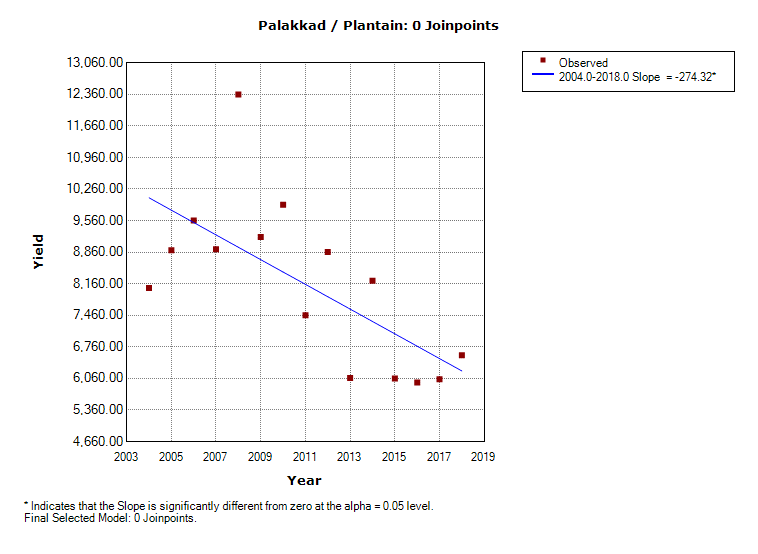 Palakkad / Plantain: 0 Joinpoints
Observed
2004.0-2018.0 Slope = -274.32*
13,060.00
12,360.00
11,660.00
10,960.00
10,260.00
9,560.00
8,860.00
8,160.00
7,460.00
6,760.00
6,060.00
5,360.00
4,660.00
Yield
2003 2005 2007 2009 2011 2013 2015 2017 2019
Year
* Indicates that the Slope is significantly different from zero at the alpha = 0.05 level.
Final Selected Model: 0 Joinpoints.